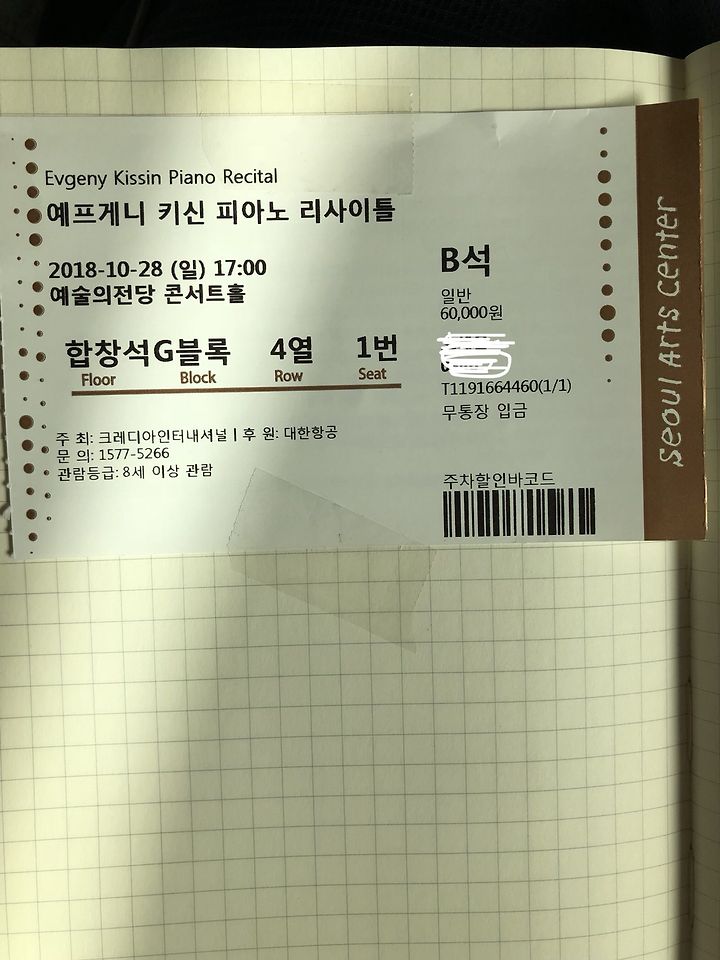 Evgeny Kissin Piano Recital
예프게니 키신 피아노 리사이틀
2018-10-28 (일) 17:00
예술의전당 콘서트홀
합창석G블록 4열 1번
Floor Block Row Seat
주 최: 크레디아인터내셔널 | 후 원: 대한항공
문 의: 1577-5266
관람등급: 8세 이상 관람
B석
일반
60,000원
T1191664460(1/1)
무통장 입금
주차할인바코드
Seoul Arts Center